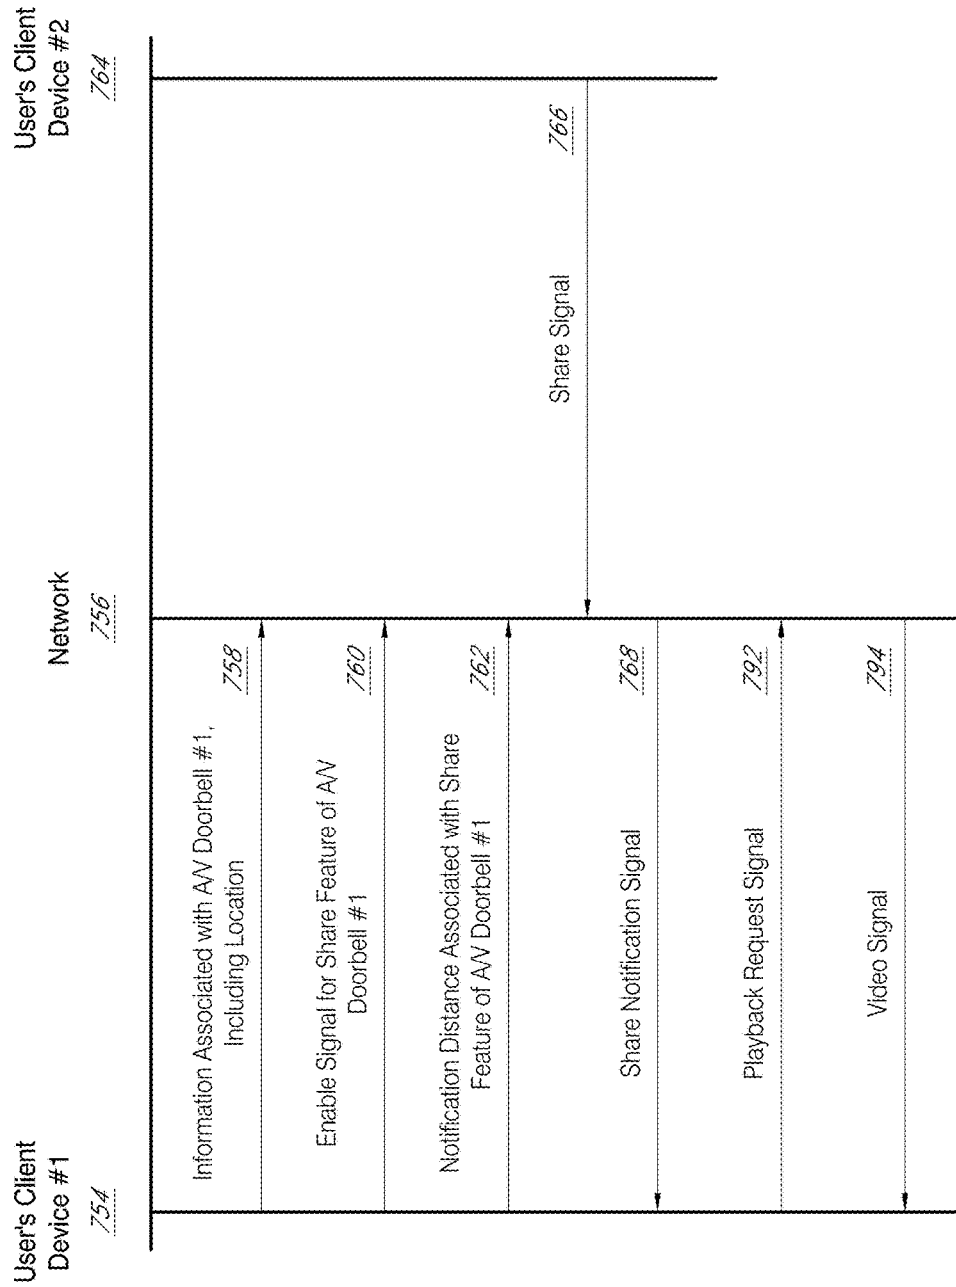 User's Client
Device #1
754
Network
756
User's Client
Device #2
764
Information Associated with A/V Doorbell #1,
Including Location
758
Enable Signal for Share Feature of A/V
Doorbell #1
760
Notification Distance Associated with Share
Feature of A/V Doorbell #1
762
Share Signal
766
Share Notification Signal
768
Playback Request Signal
792
Video Signal
794